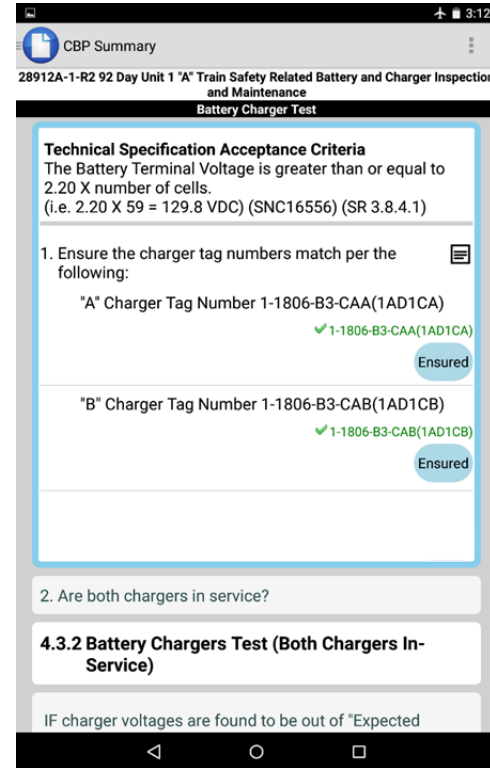 3:12
CBP Summary
28912A-1-R2 92 Day Unit 1 "A" Train Safety Related Battery and Charger Inspection
and Maintenance
Battery Charger Test
Technical Specification Acceptance Criteria
The Battery Terminal Voltage is greater than or equal to
2.20 X number of cells.
(i.e. 2.20 X 59 = 129.8 VDC) (SNC16556) (SR 3.8.4.1)
1. Ensure the charger tag numbers match per the
following:
"A" Charger Tag Number 1-1806-B3-CAA(1AD1CA)
1-1806-B3-CAA(1AD1CA)
Ensured
"B" Charger Tag Number 1-1806-B3-CAB(1AD1CB)
1-1806-B3-CAB(1AD1CB)
Ensured
2. Are both chargers in service?
4.3.2 Battery Chargers Test (Both Chargers In-
Service)
IF charger voltages are found to be out of "Expected